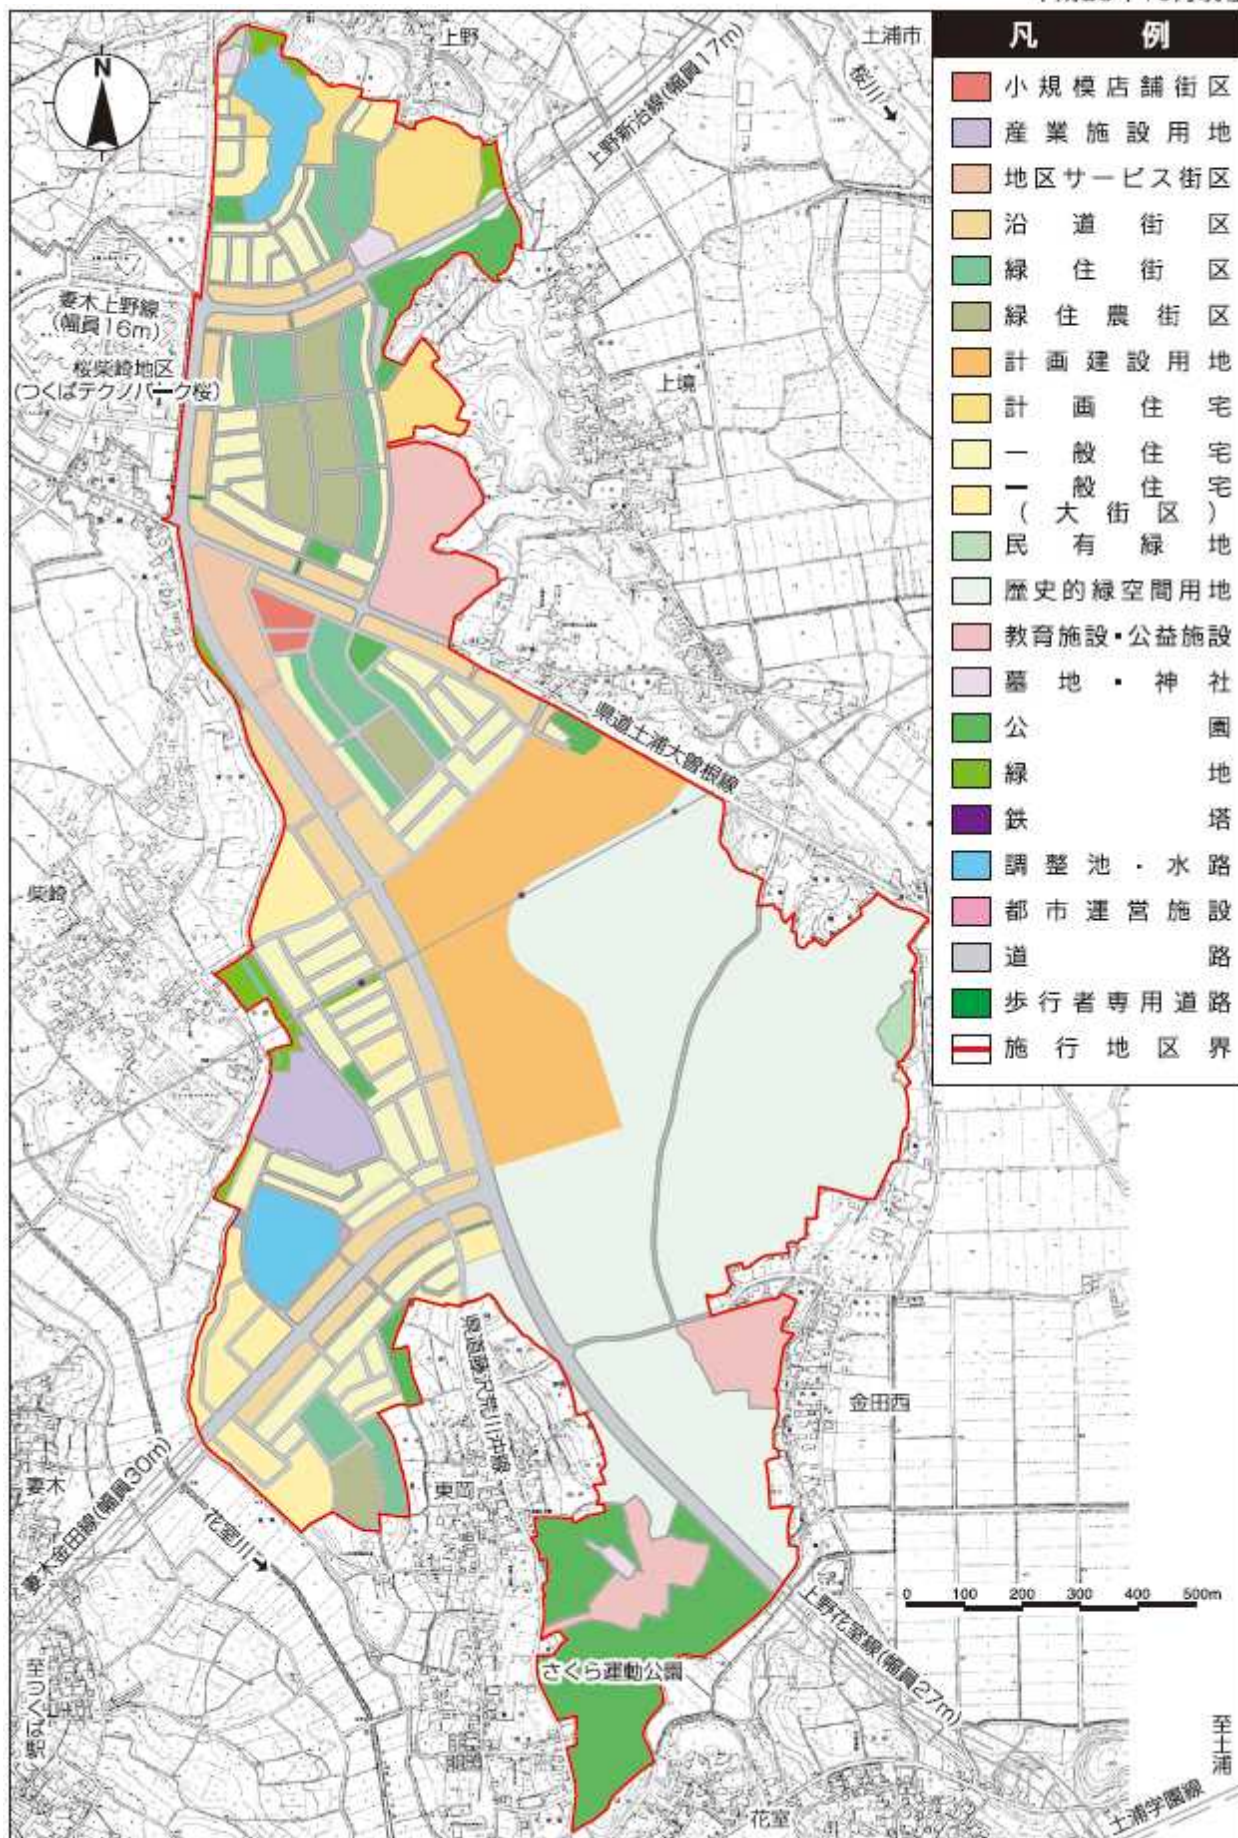 凡例
小規模店舗街区
産業施設用地
地区サービス街区
沿道街区
緑住街区
緑住農街区
計画建設用地
計画住宅
一般住宅
一般住宅
(大街区)
民有緑地
歴史的緑空間用地
教育施設・公益施設
墓地・神社
公園
緑地
鉄塔
調整池・水路
都市運営施設
道路
歩行者専用道路
施行地区界
N
上野
土浦市
桜川
上野新治線(幅員17m)
妻木上野線
(幅員16m)
桜柴崎地区
(つくばテクノパーク桜)
上境
県道土浦大曽根線
柴崎
県道藤沢荒川沖線
金田西
妻木
東岡
妻木金田線(幅員30m)
花室川
0 100 200 300 400 500m
上野花室線(幅員27m)
さくら運動公園
至つくば駅
至土浦
花室
土浦学園線